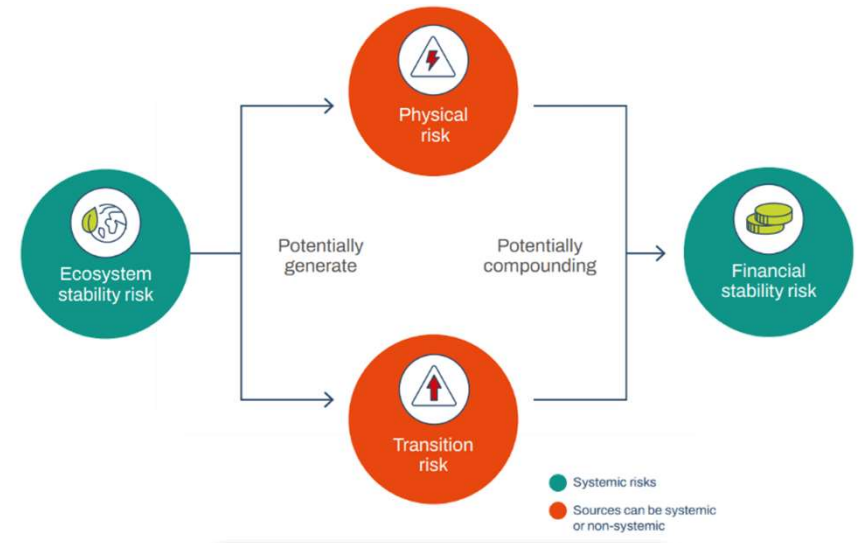 Physical
risk
Ecosystem
stability risk
Potentially
generate
Potentially
compounding
Financial
stability risk
Transition
risk
Systemic risks
Sources can be systemic
or non-systemic